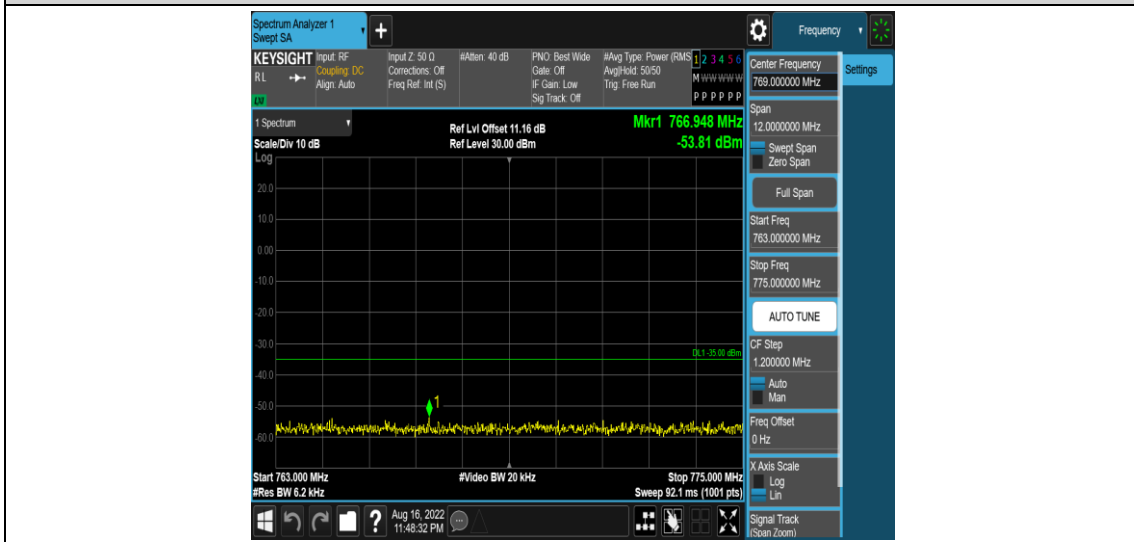 Spectrum Analyzer 1
Swept SA
Frequency
KEYSIGHT
RL
LXI
Input: RF
Coupling: DC
Align: Auto
Input Z: 50 Ω
Corrections: Off
Freq Ref: Int (S)
#Atten: 40 dB
PNO: Best Wide
Gate: Off
IF Gain: Low
Sig Track: Off
#Avg Type: Power (RMS
Avg|Hold: 50/50
Trig: Free Run
1 2 3 4 5 6
M W W W W W
P P P P P P
1 Spectrum
Scale/Div 10 dB
Ref Lvl Offset 11.16 dB
Ref Level 30.00 dBm
Mkr1 766.948 MHz
-53.81 dBm
Log
20.0
10.0
0.00
-10.0
-20.0
-30.0
DL1 -35.00 dBm
-40.0
-50.0
1
-60.0
Start 763.000 MHz
#Video BW 20 kHz
Stop 775.000 MHz
#Res BW 6.2 kHz
Sweep 92.1 ms (1001 pts)
Aug 16, 2022
11:48:32 PM
Center Frequency
769.000000 MHz
Settings
Span
12.0000000 MHz
Swept Span
Zero Span
Full Span
Start Freq
763.000000 MHz
Stop Freq
775.000000 MHz
AUTO TUNE
CF Step
1.200000 MHz
Auto
Man
Freq Offset
0 Hz
X Axis Scale
Log
Lin
Signal Track
(Span Zoom)